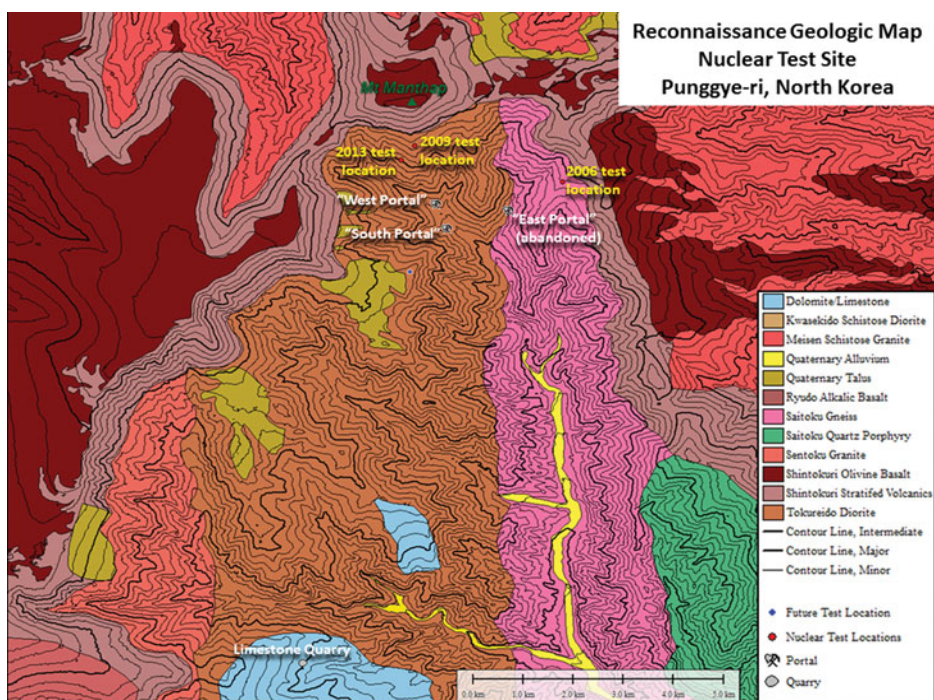 Reconnaissance Geologic Map
Nuclear Test Site
Punggye-ri, North Korea
Mt Manthap
2009 test
location
2013 test
location
2006 test
location
"West Portal"
"East Portal"
(abandoned)
"South Portal"
Limestone Quarry
Dolomite/Limestone
Kwasekido Schistose Diorite
Meisen Schistose Granite
Quaternary Alluvium
Quaternary Talus
Ryudo Alkalic Basalt
Saitoku Gneiss
Saitoku Quartz Porphyry
Sentoku Granite
Shintokuri Olivine Basalt
Shintokuri Stratifed Volcanics
Tokureido Diorite
Contour Line, Intermediate
Contour Line, Major
Contour Line, Minor
Future Test Location
Nuclear Test Locations
Portal
Quarry
0.0 km 1.0 km 2.0 km 3.0 km 4.0 km 5.0 km